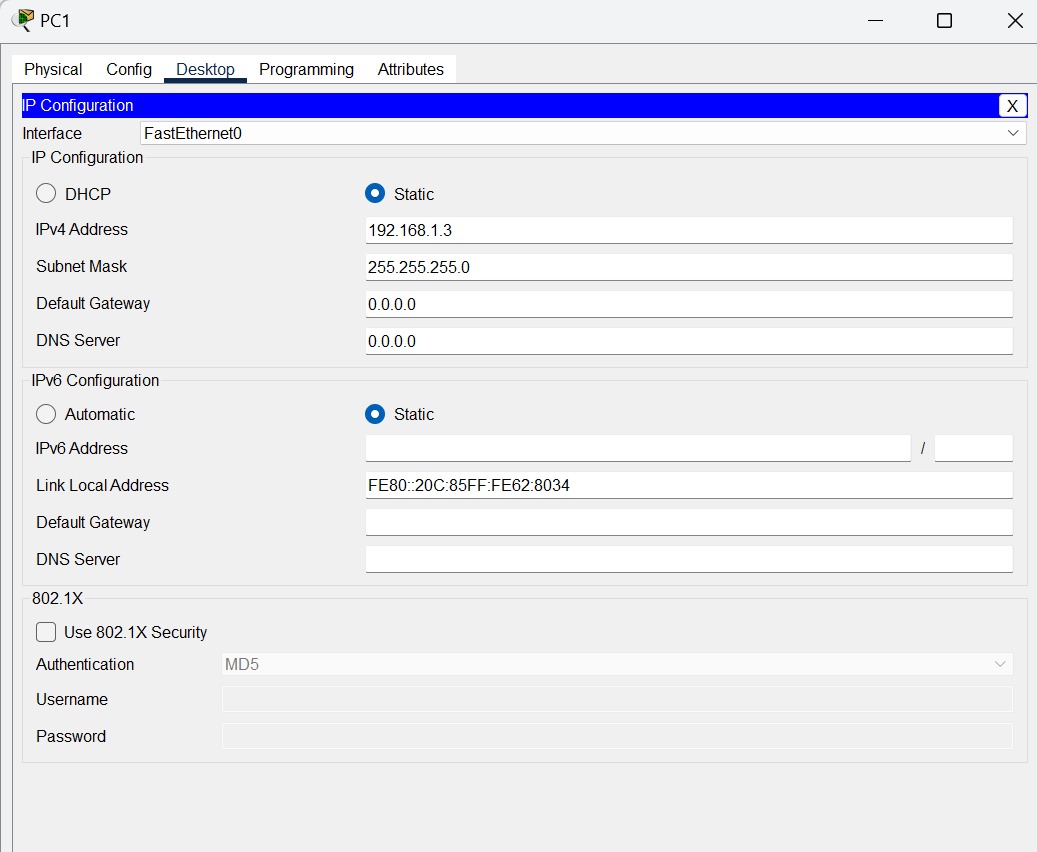 PC1
Physical Config Desktop Programming Attributes
IP Configuration X
Interface FastEthernet0
IP Configuration
DHCP Static
IPv4 Address 192.168.1.3
Subnet Mask 255.255.255.0
Default Gateway 0.0.0.0
DNS Server 0.0.0.0
IPv6 Configuration
Automatic Static
IPv6 Address /
Link Local Address FE80::20C:85FF:FE62:8034
Default Gateway
DNS Server
802.1X
Use 802.1X Security
Authentication MD5
Username
Password